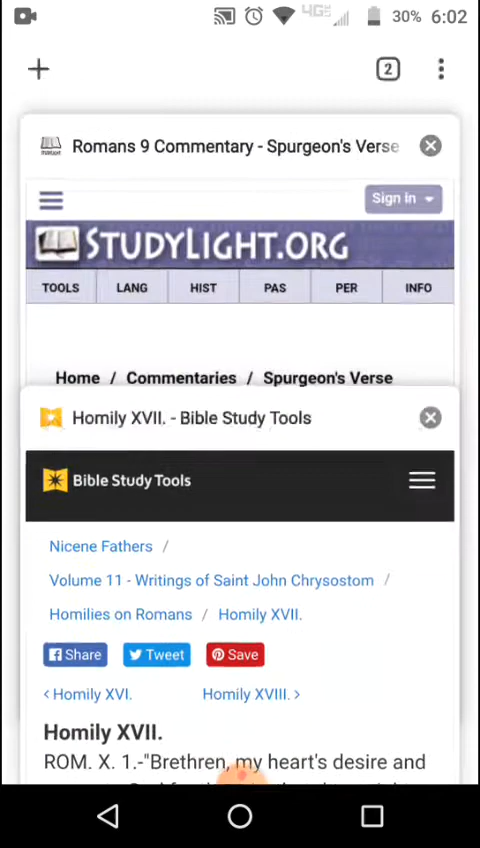 4G 30% 6:02
2
Romans 9 Commentary - Spurgeon's Verse
Sign In
STUDYLIGHT.ORG
TOOLS LANG HIST PAS PER INFO
Home / Commentaries / Spurgeon's Verse
Homily XVII. - Bible Study Tools
Bible Study Tools
Nicene Fathers /
Volume 11 - Writings of Saint John Chrysostom /
Homilies on Romans / Homily XVII.
Share Tweet Save
< Homily XVI. Homily XVIII. >
Homily XVII.
ROM. X. 1.-"Brethren, my heart's desire and